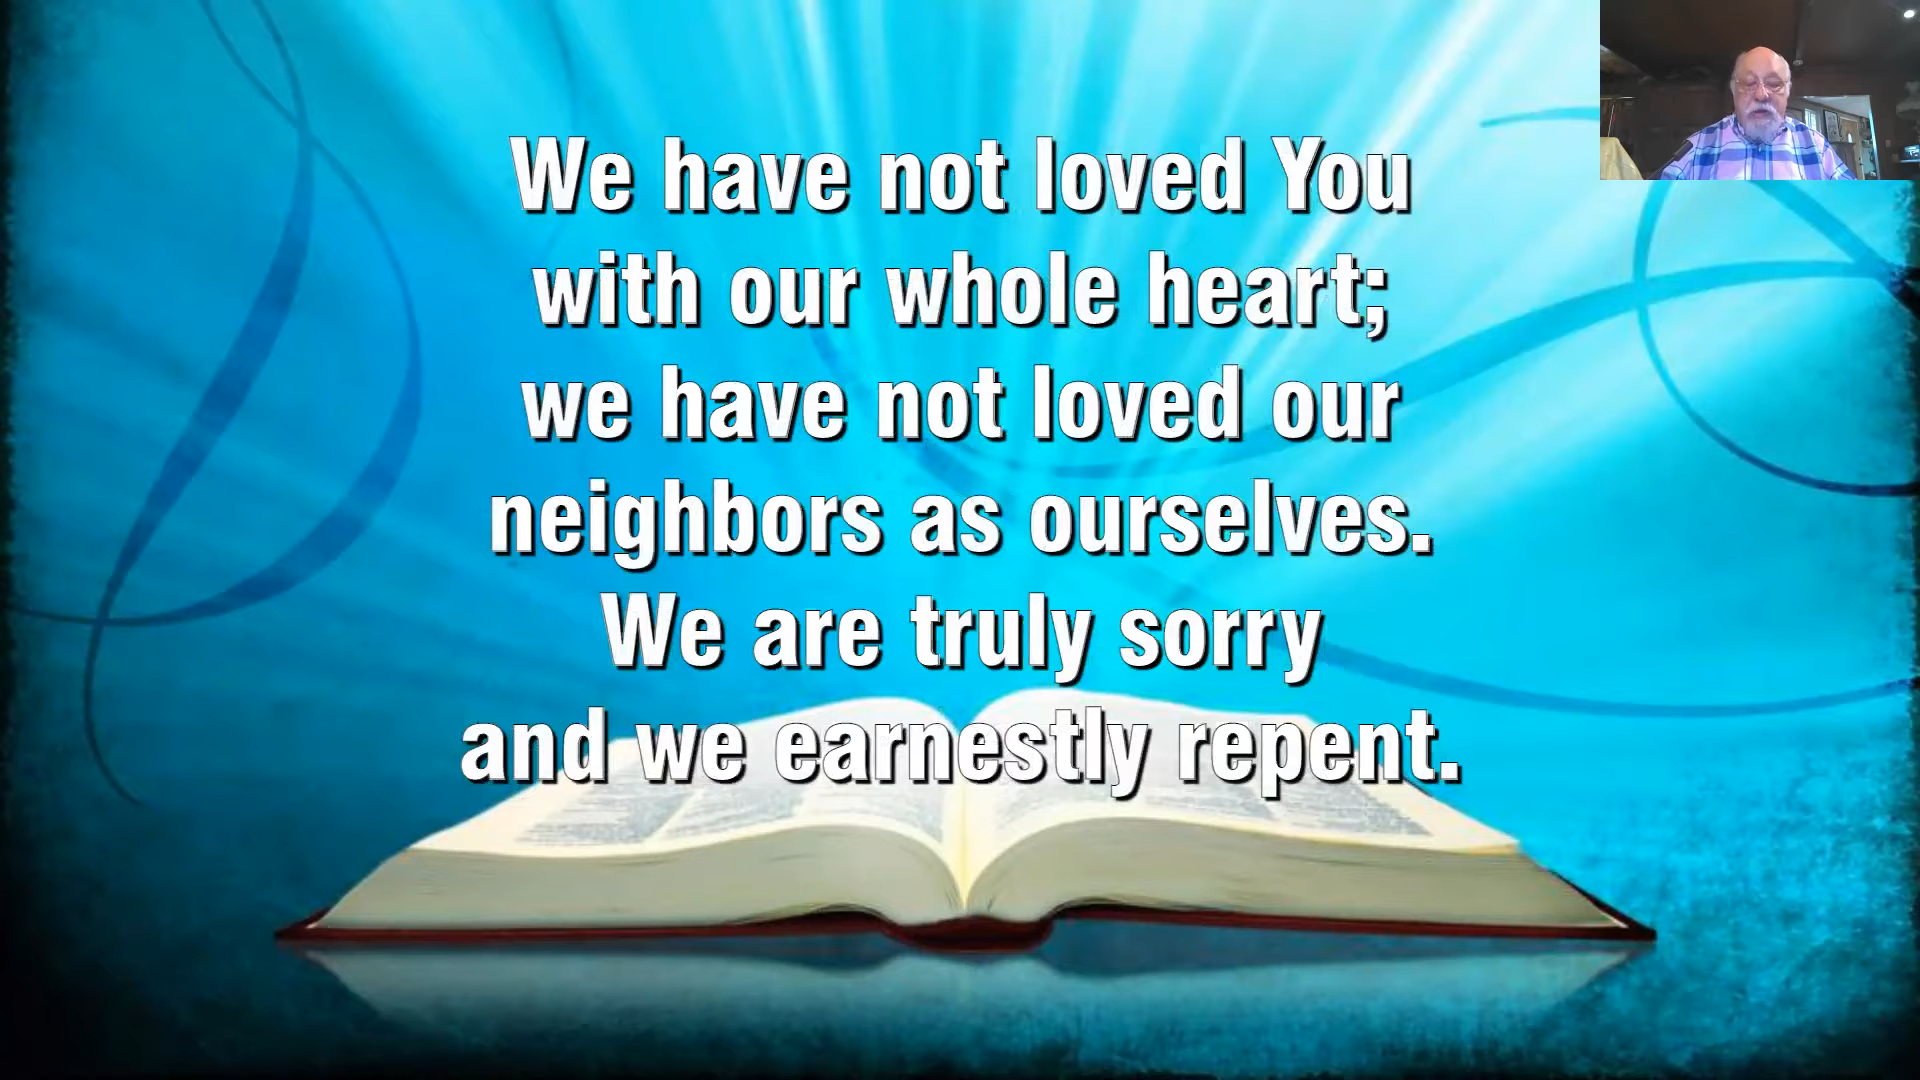 We have not loved You
with our whole heart;
we have not loved our
neighbors as ourselves.
We are truly sorry
and we earnestly repent.